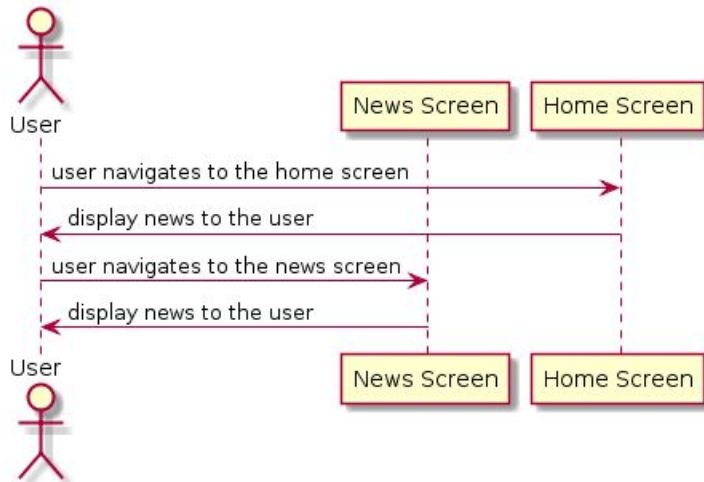 User
News Screen
Home Screen
user navigates to the home screen
display news to the user
user navigates to the news screen
display news to the user
User
News Screen
Home Screen